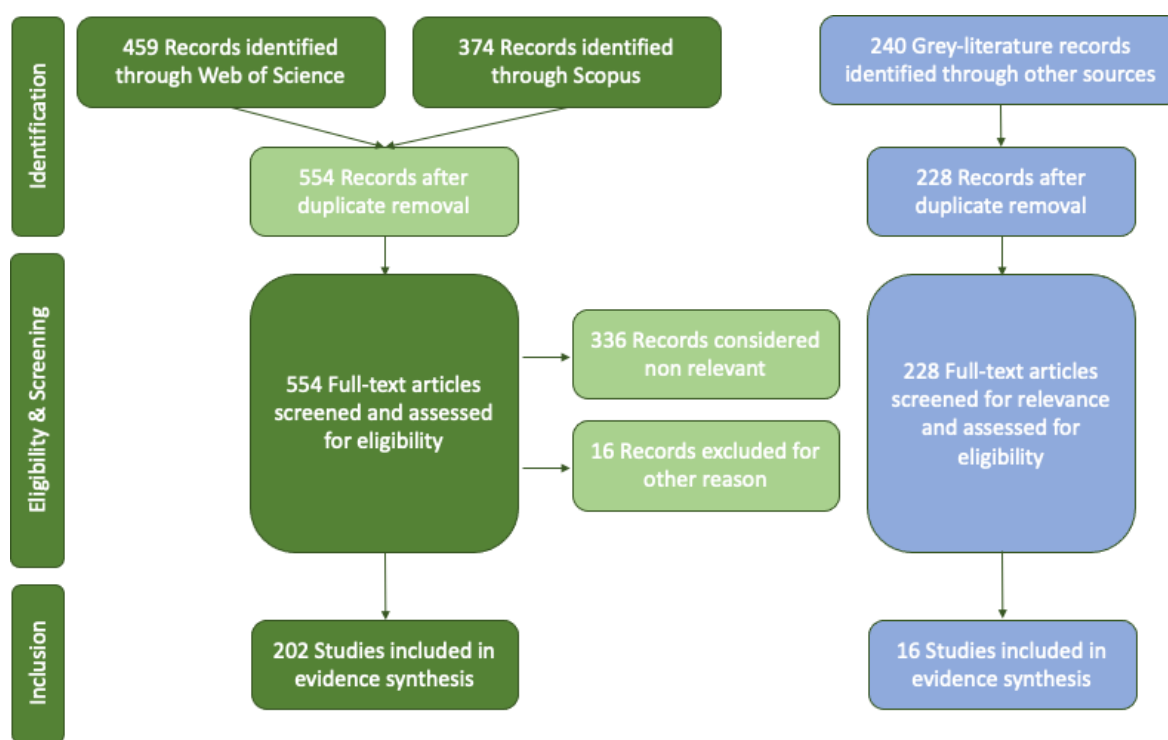 Identification
459 Records identified
through Web of Science
374 Records identified
through Scopus
240 Grey-literature records
identified through other sources
554 Records after
duplicate removal
228 Records after
duplicate removal
Eligibility & Screening
554 Full-text articles
screened and assessed
for eligibility
336 Records considered
non relevant
16 Records excluded for
other reason
228 Full-text articles
screened for relevance
and assessed for
eligibility
Inclusion
202 Studies included in
evidence synthesis
16 Studies included in
evidence synthesis